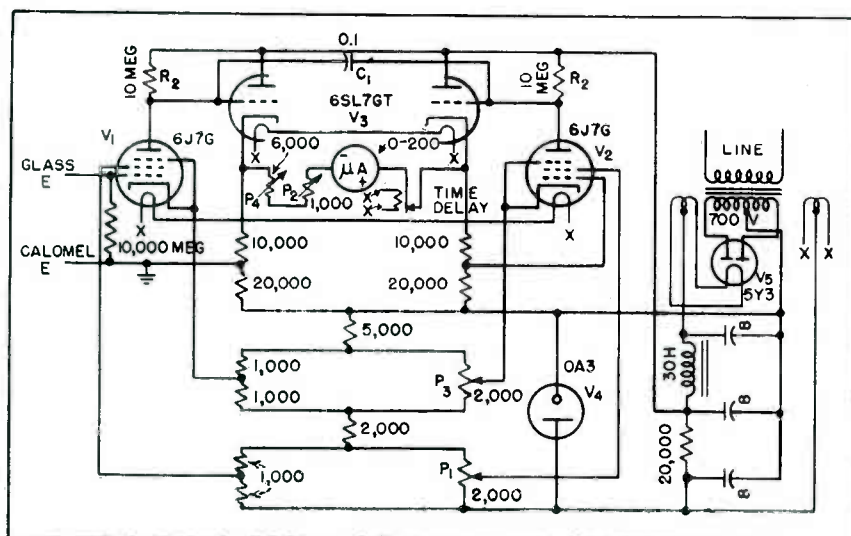 0.1
C1
10 MEG
R2
10 MEG
R2
6SL7GT
V3
V1
6J7G
6J7G
V2
6,000
0-200
GLASS
E
X
X
−
μA
+
P4
P2
1,000
X
X
TIME
DELAY
X
X
LINE
700 V
X
X
10,000 MEG
CALOMEL
E
10,000
10,000
20,000
20,000
V5
5Y3
5,000
8
1,000
1,000
P3
2,000
0A3
V4
30H
8
2,000
20,000
1,000
P1
2,000
8